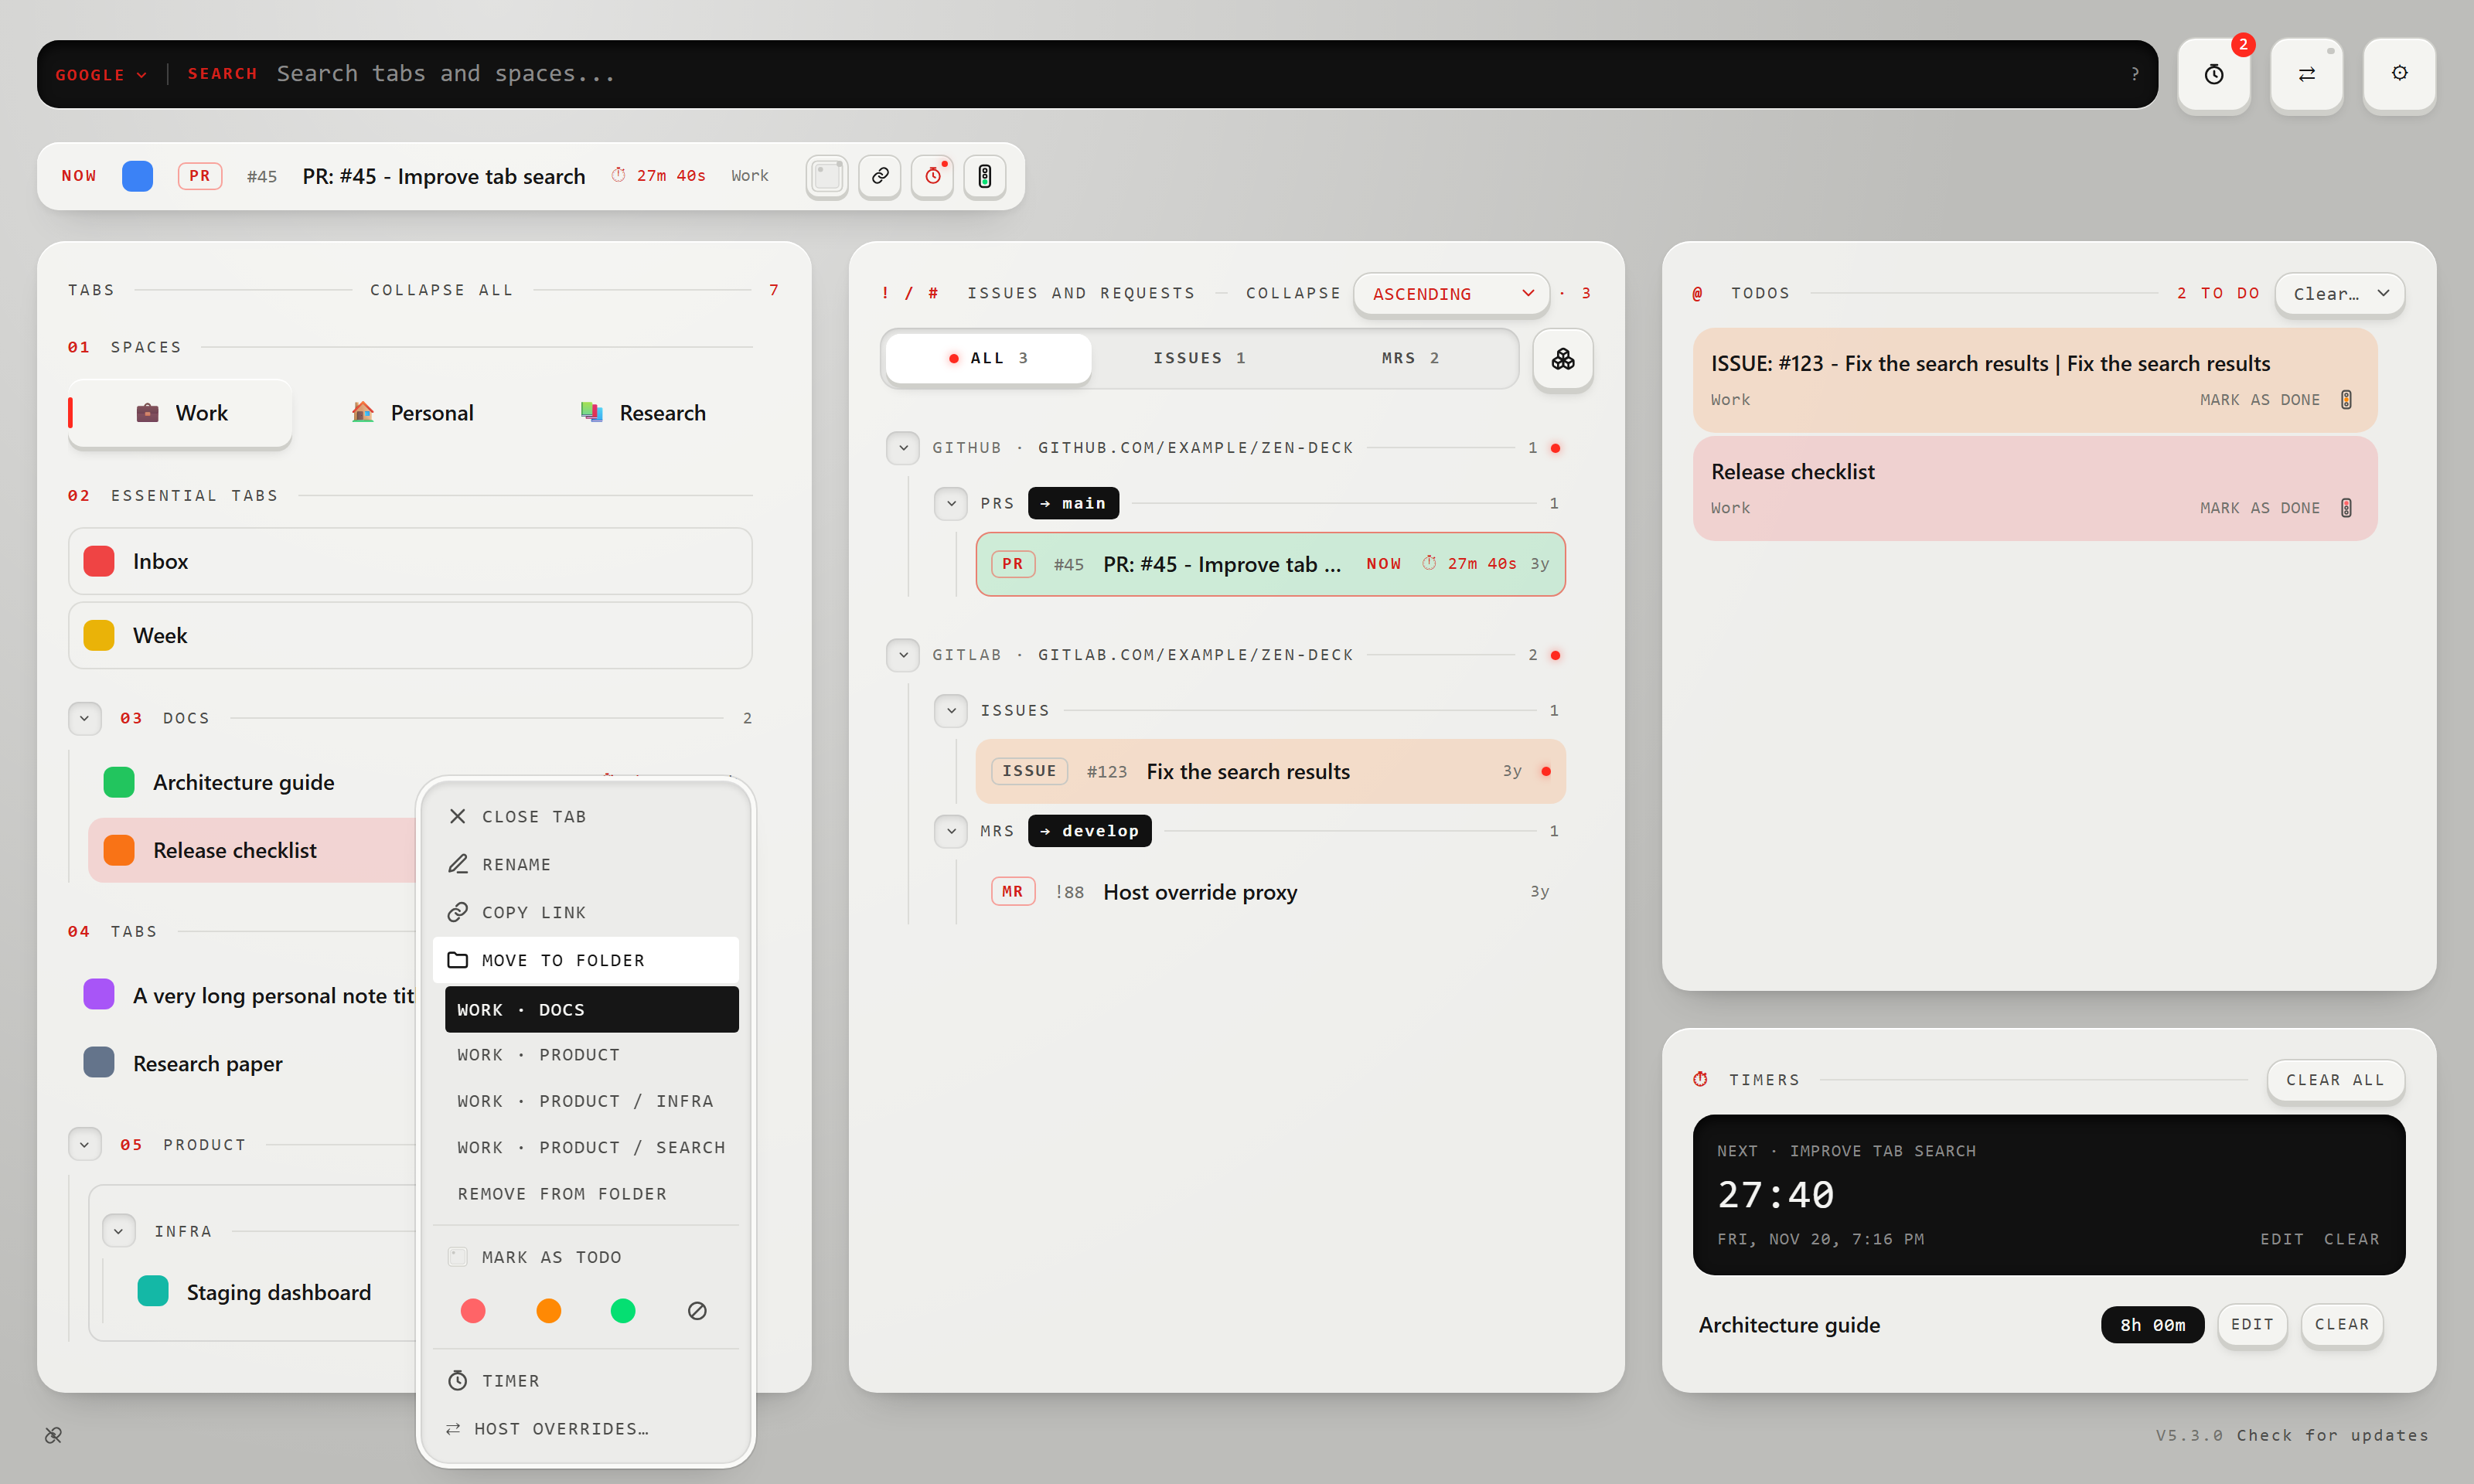 GOOGLE SEARCH Search tabs and spaces... ?
2
NOW PR #45 PR: #45 - Improve tab search 27m 40s Work
TABS COLLAPSE ALL 7
01 SPACES
Work Personal Research
02 ESSENTIAL TABS
Inbox
Week
03 DOCS 2
Architecture guide
Release checklist
04 TABS
A very long personal note tit
Research paper
05 PRODUCT
INFRA
Staging dashboard
CLOSE TAB
RENAME
COPY LINK
MOVE TO FOLDER
WORK · DOCS
WORK · PRODUCT
WORK · PRODUCT / INFRA
WORK · PRODUCT / SEARCH
REMOVE FROM FOLDER
MARK AS TODO
TIMER
HOST OVERRIDES…
! / # ISSUES AND REQUESTS COLLAPSE ASCENDING · 3
ALL 3 ISSUES 1 MRS 2
GITHUB · GITHUB.COM/EXAMPLE/ZEN-DECK 1
PRS → main 1
PR #45 PR: #45 - Improve tab ... NOW 27m 40s 3y
GITLAB · GITLAB.COM/EXAMPLE/ZEN-DECK 2
ISSUES 1
ISSUE #123 Fix the search results 3y
MRS → develop 1
MR !88 Host override proxy 3y
@ TODOS 2 TO DO Clear…
ISSUE: #123 - Fix the search results | Fix the search results
Work MARK AS DONE
Release checklist
Work MARK AS DONE
TIMERS CLEAR ALL
NEXT · IMPROVE TAB SEARCH
27:40
FRI, NOV 20, 7:16 PM EDIT CLEAR
Architecture guide 8h 00m EDIT CLEAR
V5.3.0 Check for updates